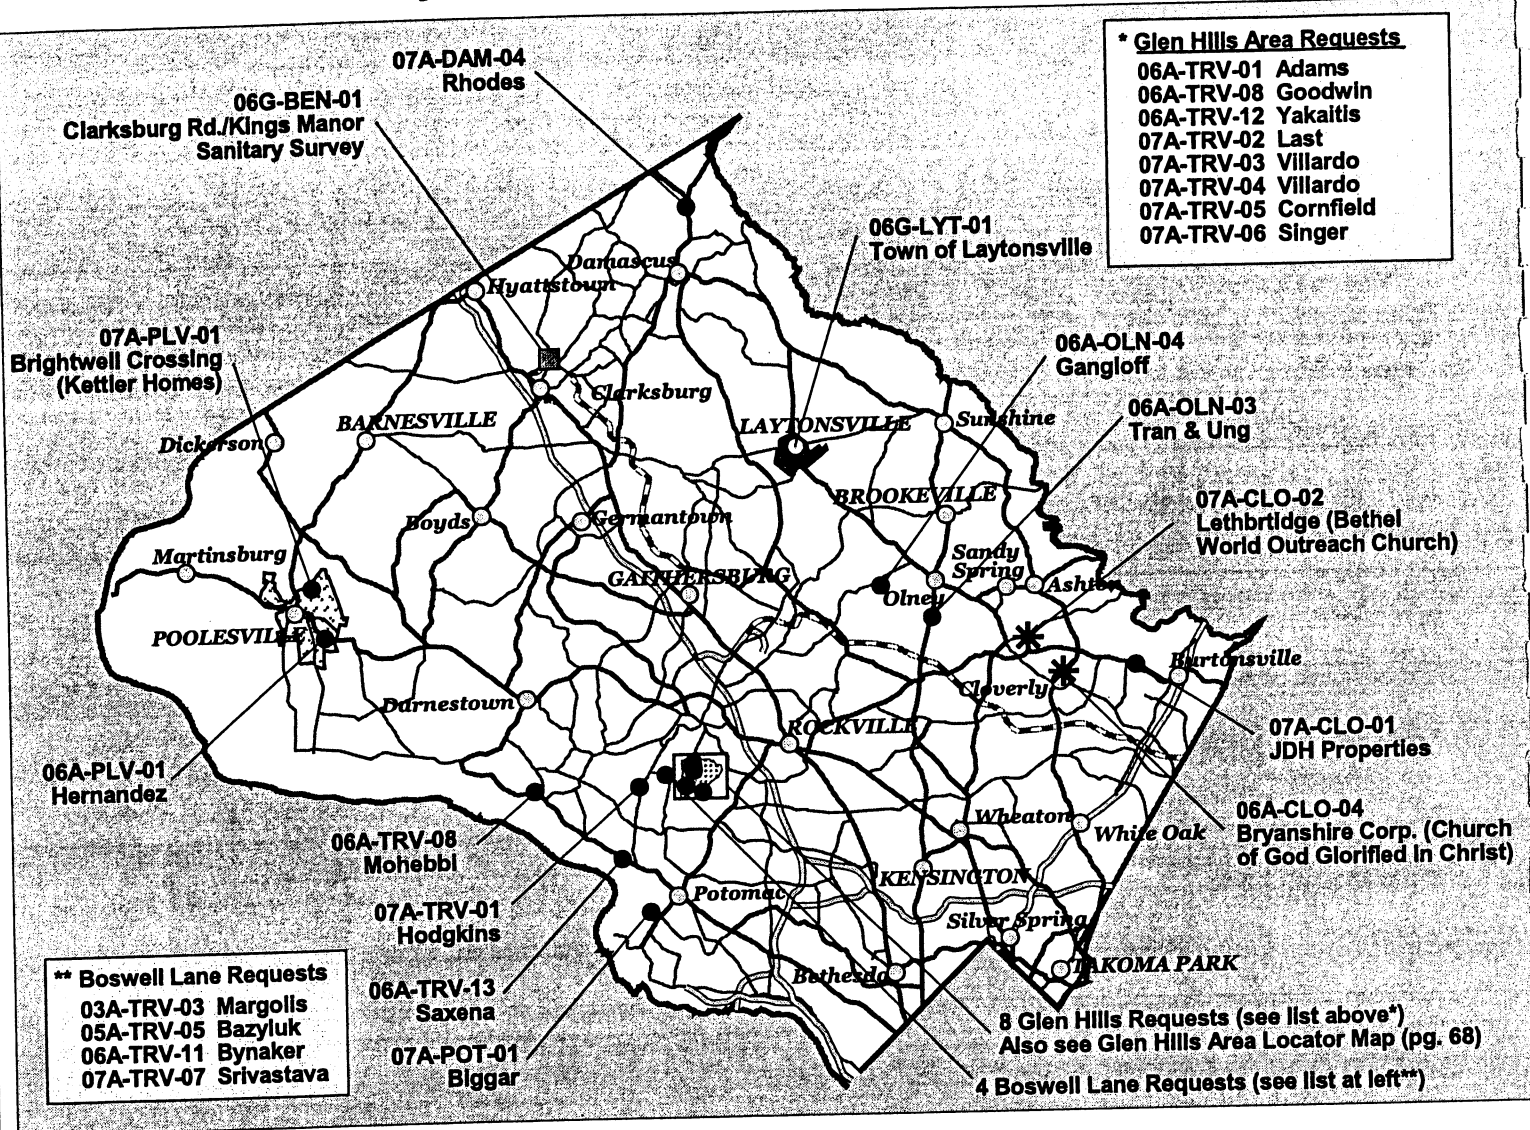 07A-DAM-04
Rhodes
06G-BEN-01
Clarksburg Rd./Kings Manor
Sanitary Survey
* Glen Hills Area Requests
06A-TRV-01 Adams
06A-TRV-08 Goodwin
06A-TRV-12 Yakaitis
07A-TRV-02 Last
07A-TRV-03 Villardo
07A-TRV-04 Villardo
07A-TRV-05 Cornfield
07A-TRV-06 Singer
06G-LYT-01
Town of Laytonsville
Damascus
Hyattstown
07A-PLV-01
Brightwell Crossing
(Kettler Homes)
06A-OLN-04
Gangloff
Clarksburg
06A-OLN-03
Tran & Ung
BARNESVILLE
LAYTONSVILLE
Sunshine
Dickerson
BROOKEVILLE
07A-CLO-02
Lethbrtidge (Bethel
World Outreach Church)
Boyds
Germantown
Martinsburg
Sandy
Spring
GAITHERSBURG
Ashton
Olney
POOLESVILLE
Burtonsville
Cloverly
Darnestown
ROCKVILLE
07A-CLO-01
JDH Properties
06A-PLV-01
Hernandez
06A-CLO-04
Bryanshire Corp. (Church
of God Glorified in Christ)
Wheaton
White Oak
06A-TRV-08
Mohebbi
KENSINGTON
Potomac
07A-TRV-01
Hodgkins
Silver Spring
Bethesda
TAKOMA PARK
** Boswell Lane Requests
03A-TRV-03 Margolis
05A-TRV-05 Bazyluk
06A-TRV-11 Bynaker
07A-TRV-07 Srivastava
06A-TRV-13
Saxena
07A-POT-01
Biggar
8 Glen Hills Requests (see list above*)
Also see Glen Hills Area Locator Map (pg. 68)
4 Boswell Lane Requests (see list at left**)